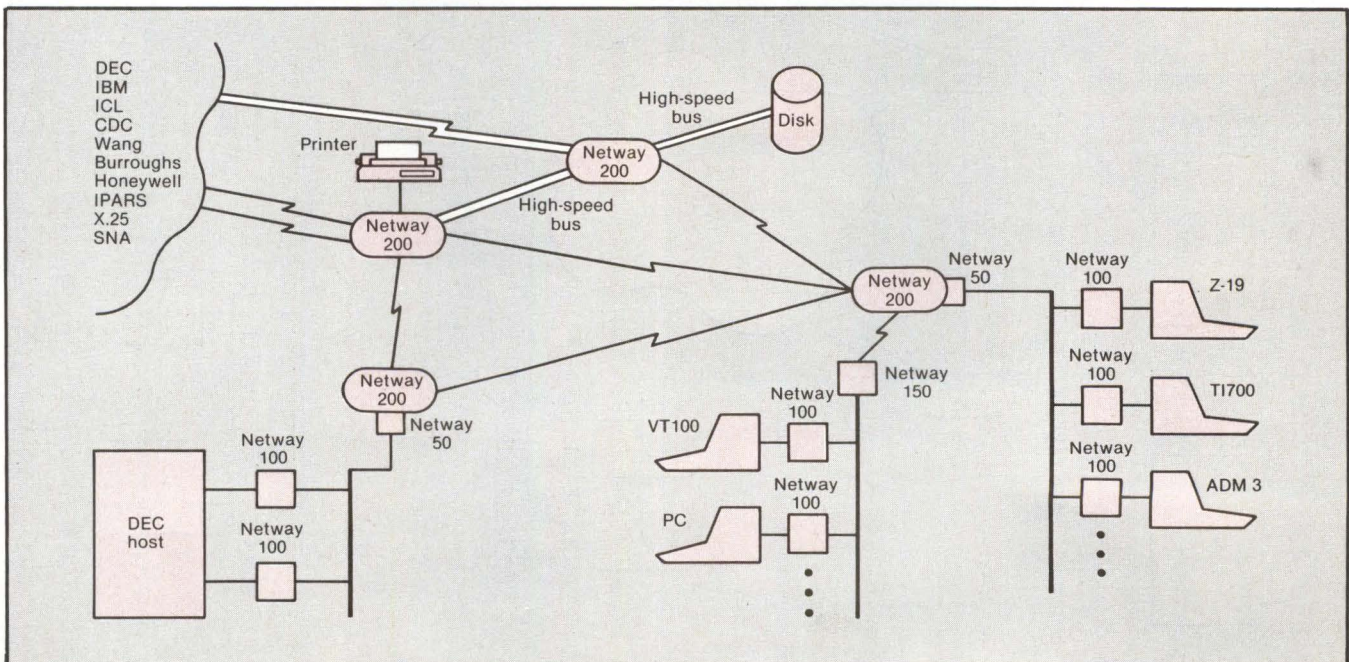 DEC
IBM
ICL
CDC
Wang
Burroughs
Honeywell
IPARS
X.25
SNA
Printer
High-speed
bus
Disk
Netway
200
High-speed
bus
Netway
200
Netway
200
Netway
50
Netway
100
Z-19
Netway
100
TI700
Netway
100
ADM 3
Netway
150
VT100
Netway
100
PC
Netway
100
Netway
200
Netway
50
Netway
100
DEC
host
Netway
100